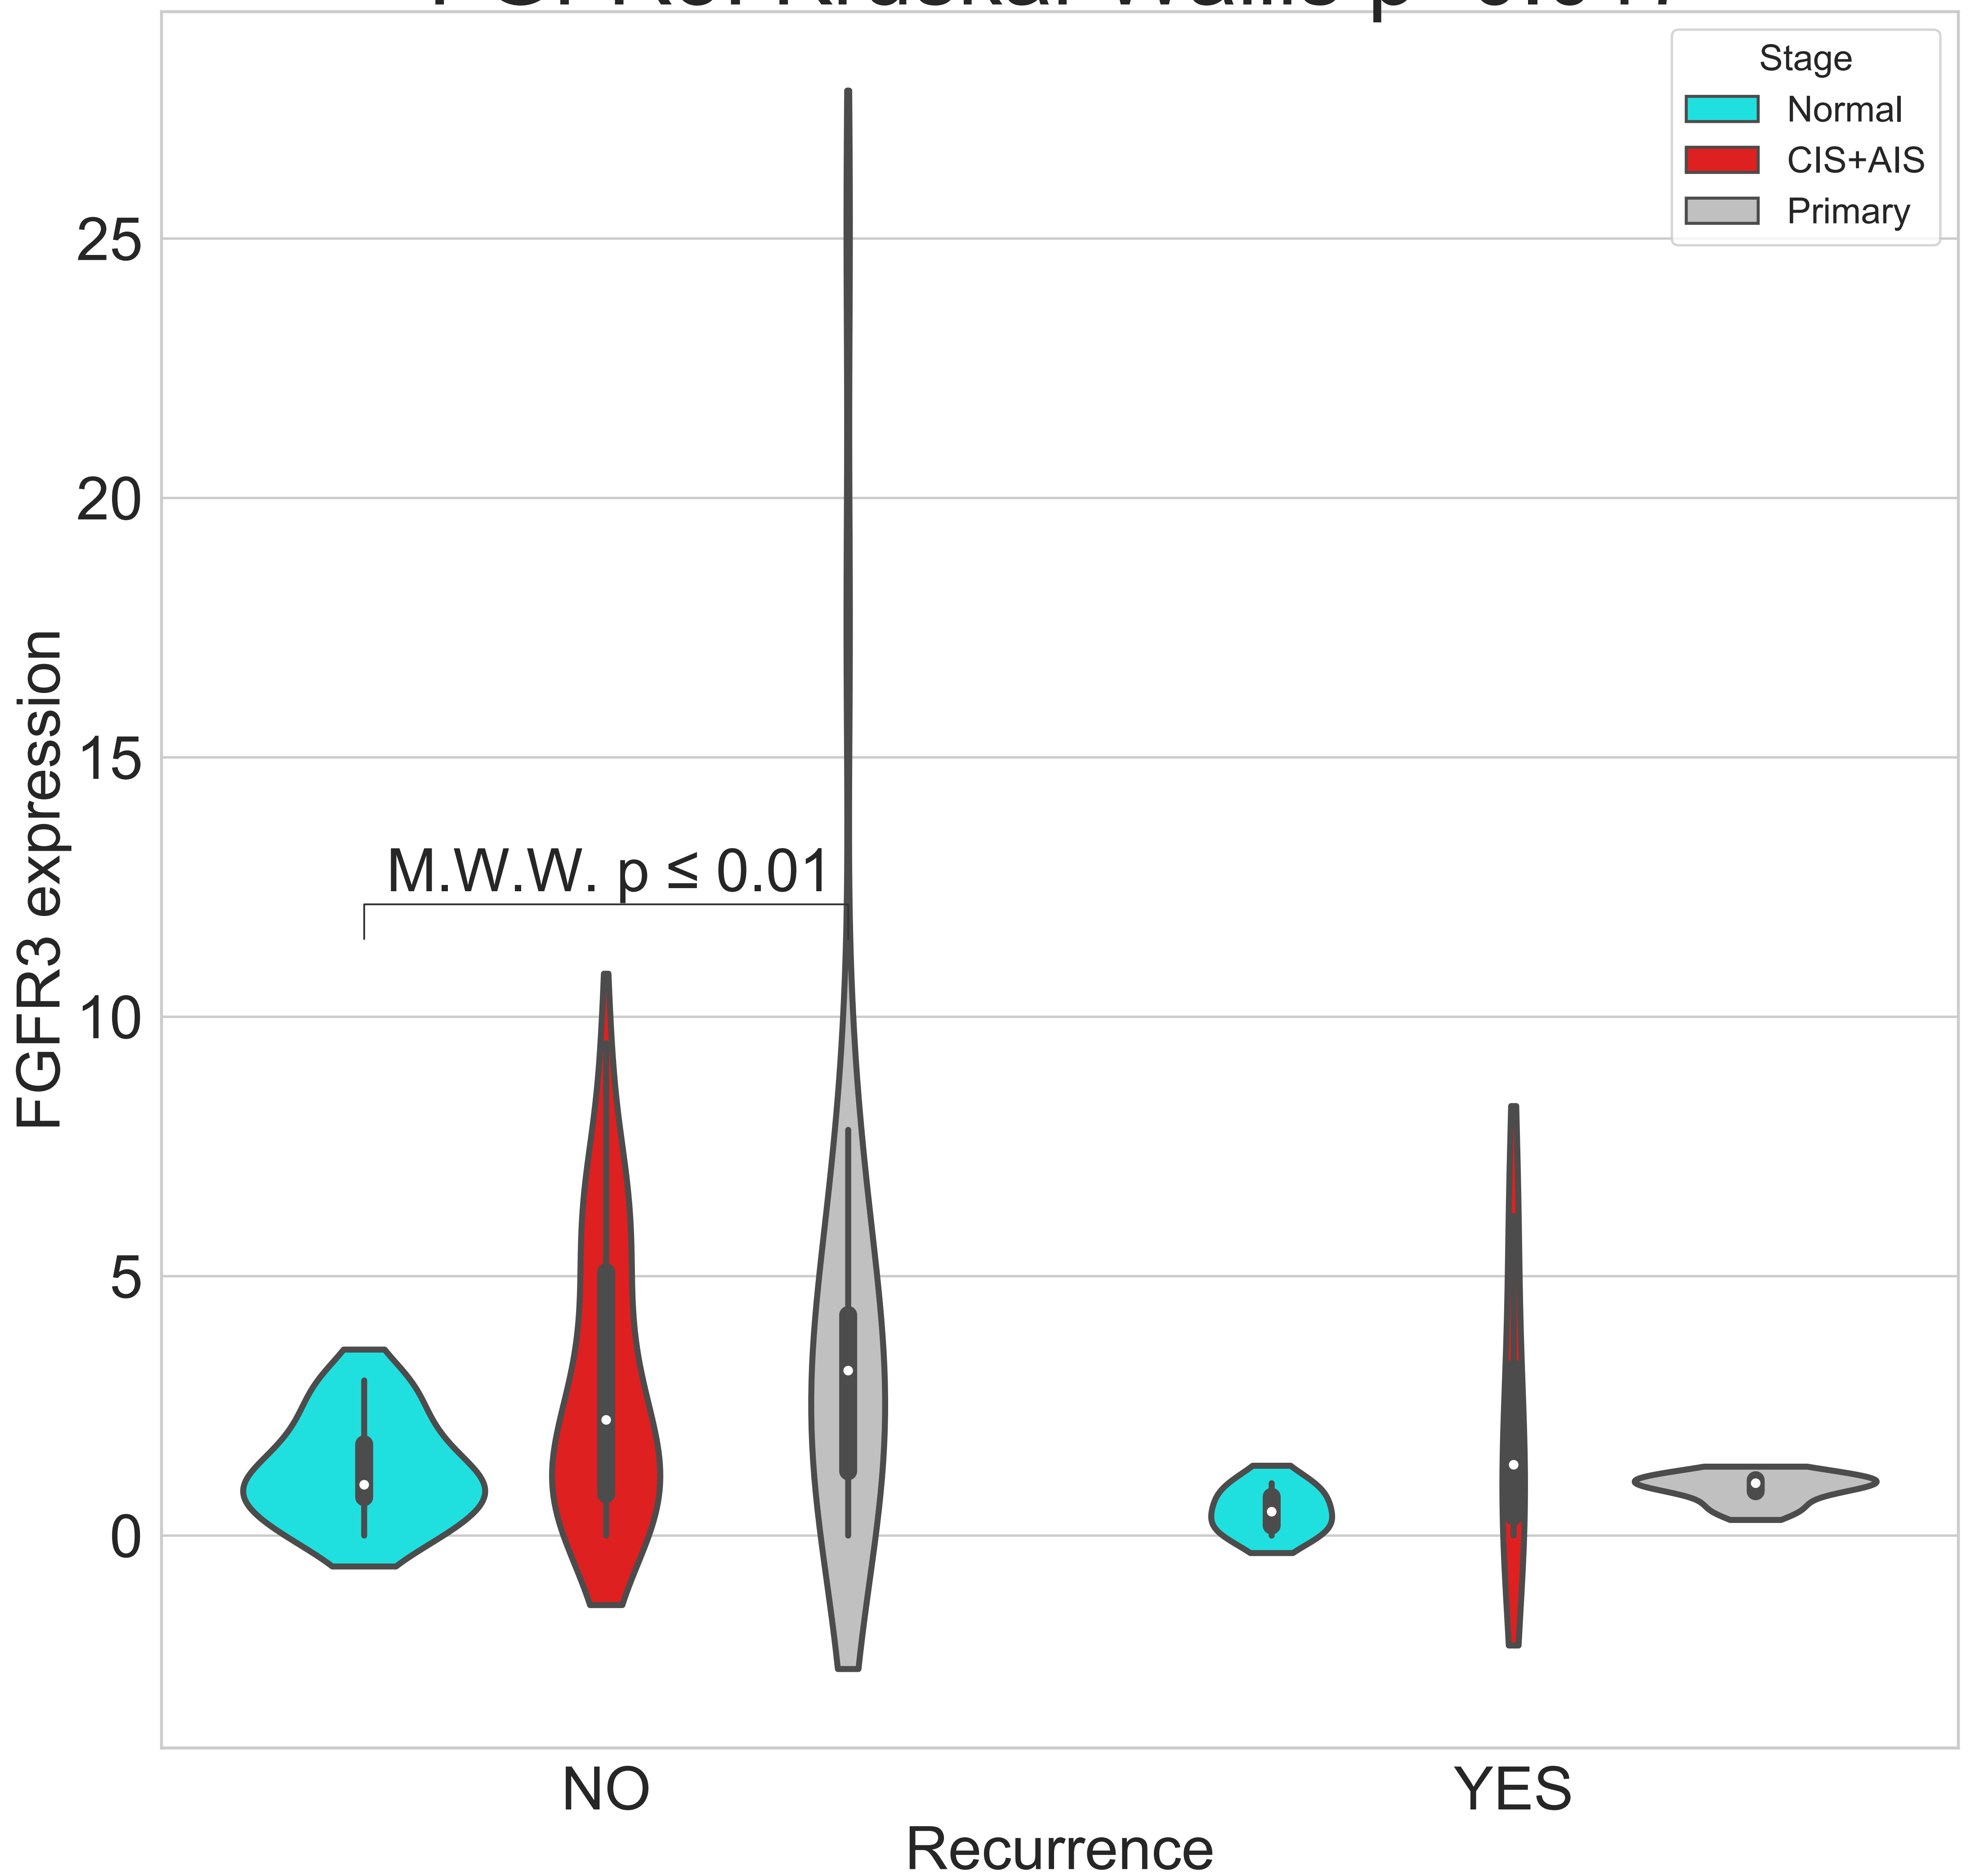 Stage
Normal
CIS+AIS
Primary
25
20
15
10
5
0
FGFR3 expression
M.W.W. p ≤ 0.01
NO
YES
Recurrence